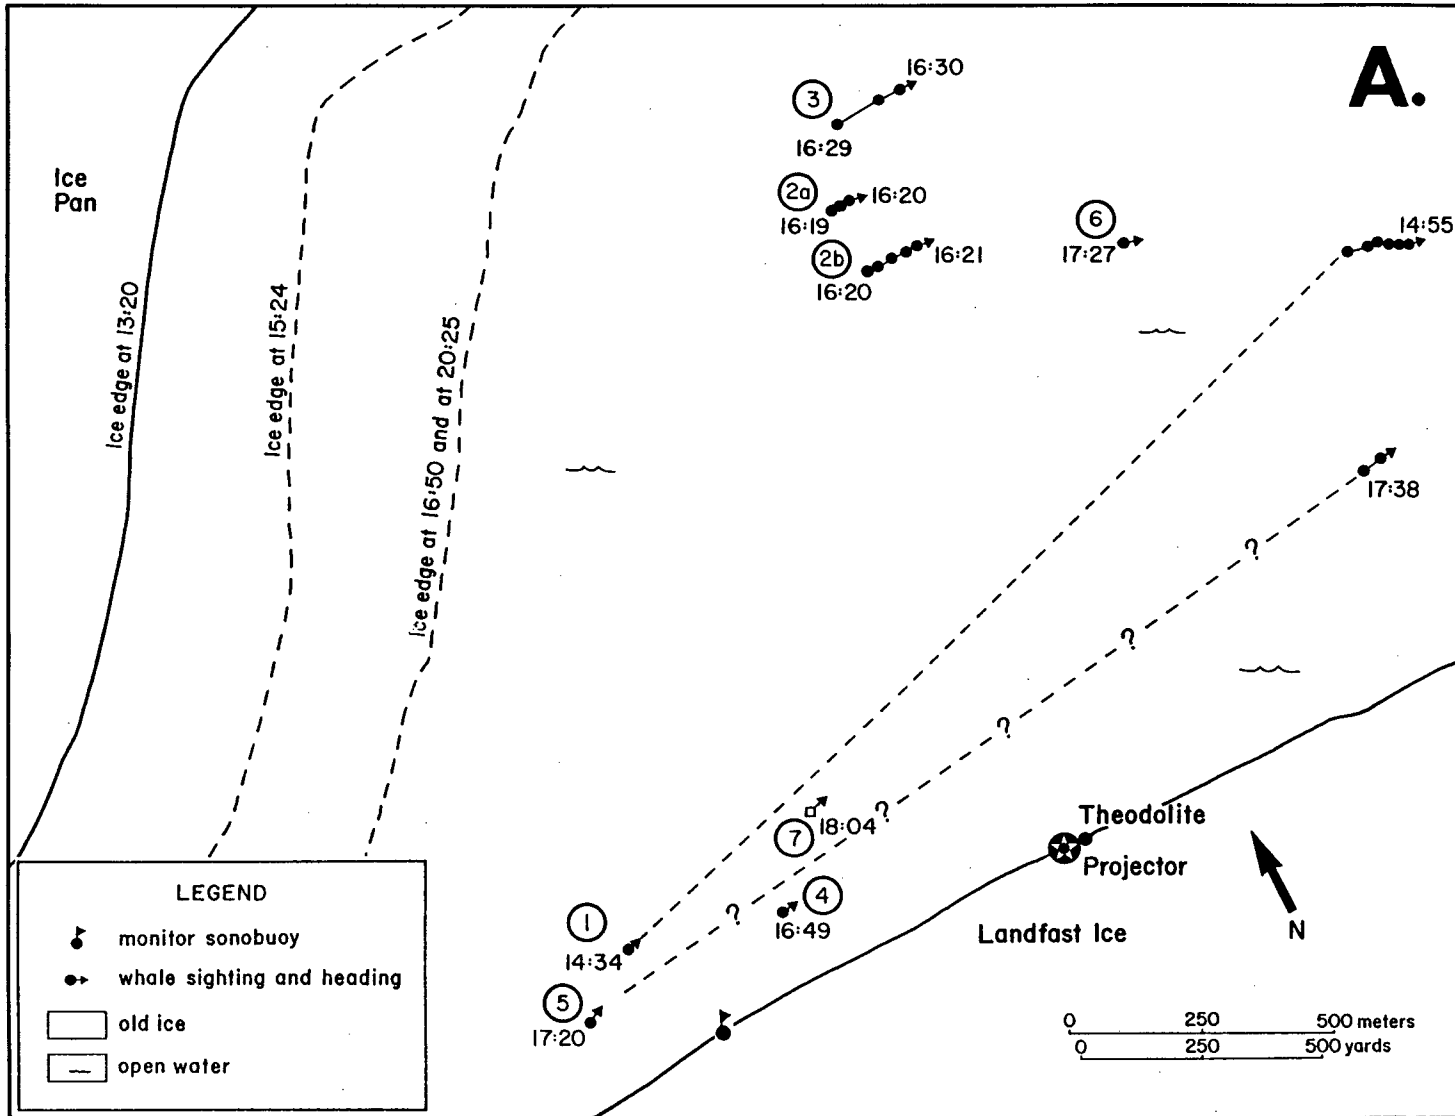 A.
16:30
3
16:29
Ice
Pan
2a
16:20
16:19
2b
16:21
16:20
6
17:27
14:55
Ice edge at 13:20
Ice edge at 15:24
Ice edge at 16:50 and at 20:25
17:38
?
?
?
?
?
7
18:04
Theodolite
Projector
4
16:49
1
14:34
5
17:20
Landfast Ice
N
LEGEND
monitor sonobuoy
whale sighting and heading
old ice
open water
0 250 500 meters
0 250 500 yards